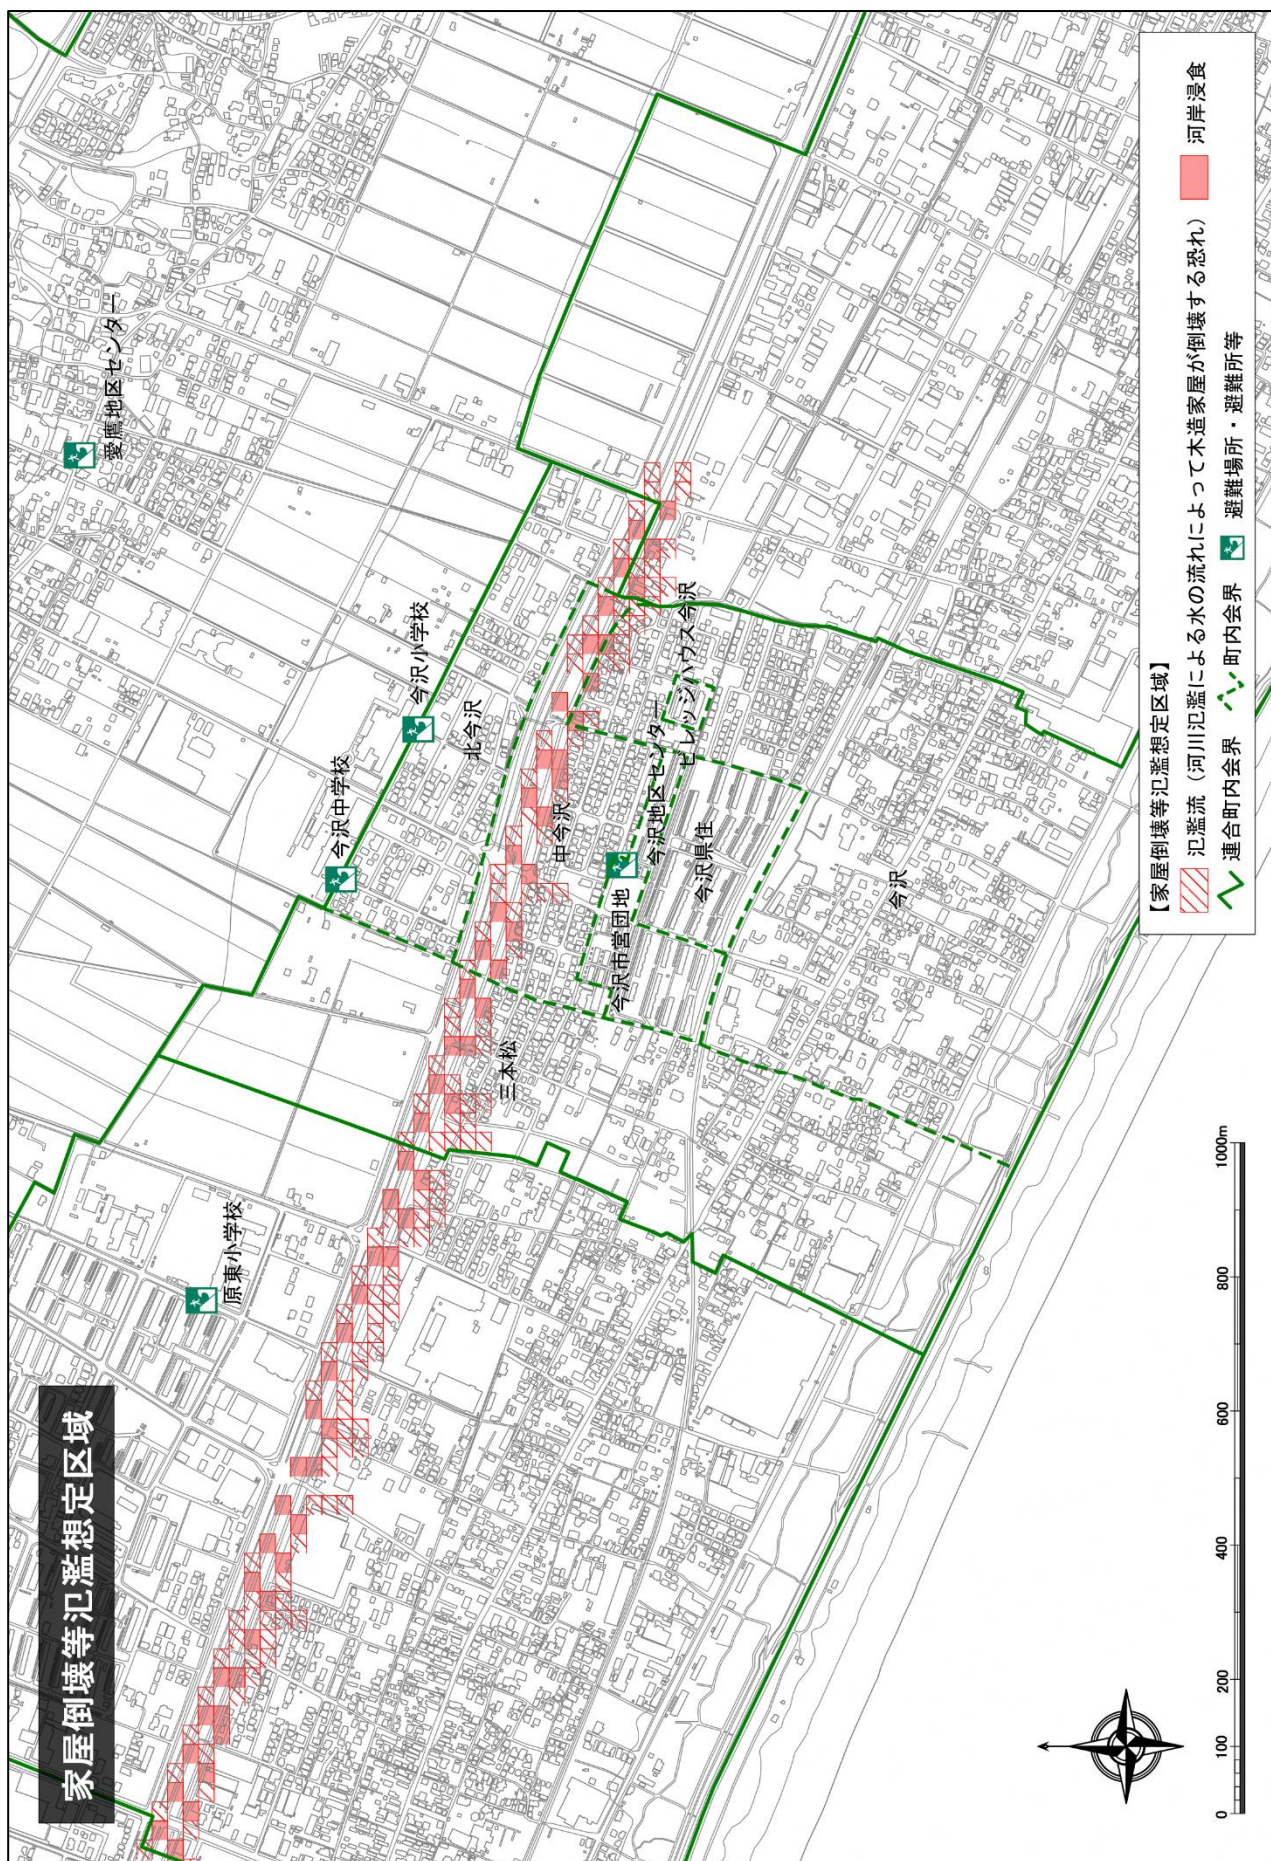 家屋倒壊等氾濫想定区域
愛鷹地区センター
原東小学校
今沢中学校
今沢小学校
北今沢
三本松
中今沢
今沢市営団地
今沢地区センター
ビレッジハウス今沢
今沢県住
今沢
【家屋倒壊等氾濫想定区域】
氾濫流（河川氾濫による水の流れによって木造家屋が倒壊する恐れ） 河岸浸食
連合町内会界 町内会界 避難場所・避難所等
0 100 200 400 600 800 1000m